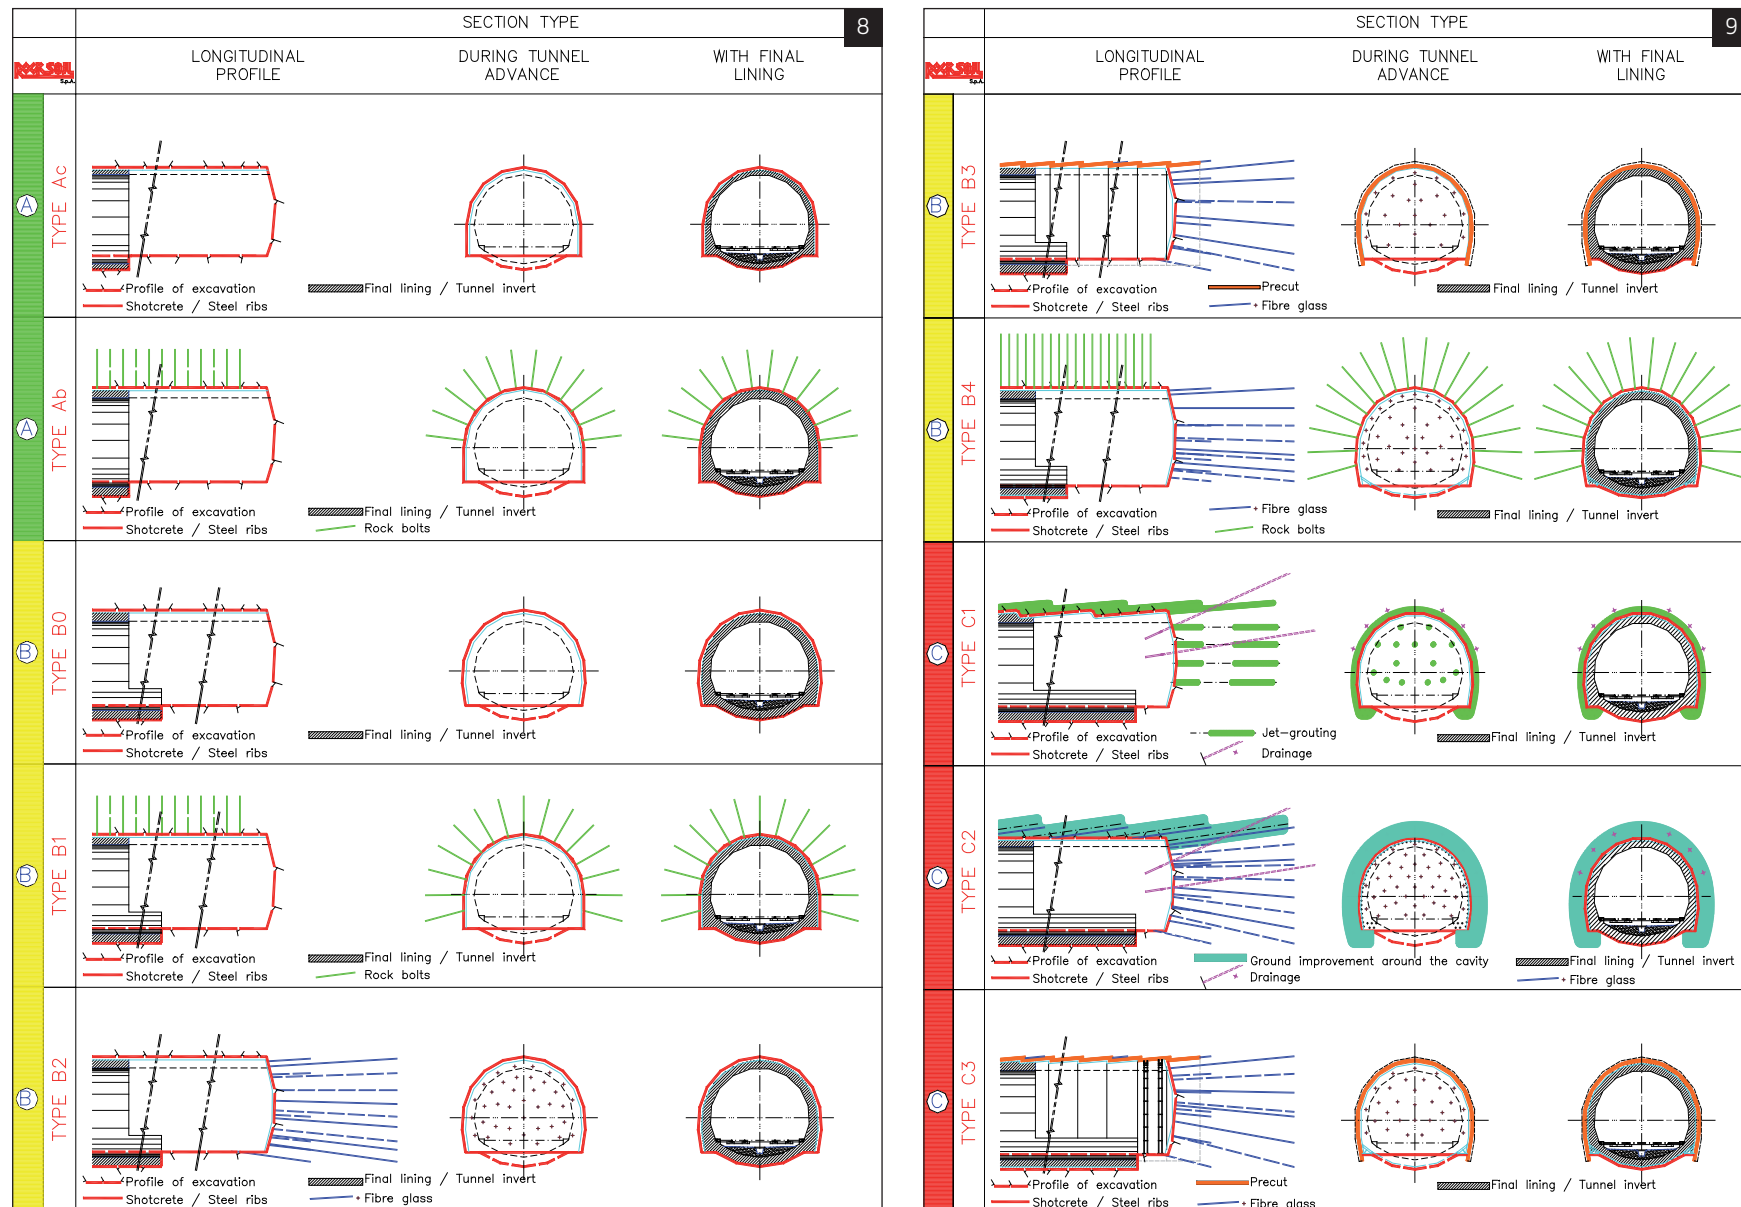 SECTION TYPE
8
ROCKSOIL
S.p.A.
LONGITUDINAL
PROFILE
DURING TUNNEL
ADVANCE
WITH FINAL
LINING
A
TYPE Ac
Profile of excavation
Shotcrete / Steel ribs
Final lining / Tunnel invert
A
TYPE Ab
Profile of excavation
Shotcrete / Steel ribs
Final lining / Tunnel invert
Rock bolts
B
TYPE B0
Profile of excavation
Shotcrete / Steel ribs
Final lining / Tunnel invert
B
TYPE B1
Profile of excavation
Shotcrete / Steel ribs
Final lining / Tunnel invert
Rock bolts
B
TYPE B2
Profile of excavation
Shotcrete / Steel ribs
Final lining / Tunnel invert
Fibre glass
SECTION TYPE
9
ROCKSOIL
S.p.A.
LONGITUDINAL
PROFILE
DURING TUNNEL
ADVANCE
WITH FINAL
LINING
B
TYPE B3
Profile of excavation
Shotcrete / Steel ribs
Precut
Fibre glass
Final lining / Tunnel invert
B
TYPE B4
Profile of excavation
Shotcrete / Steel ribs
Fibre glass
Rock bolts
Final lining / Tunnel invert
C
TYPE C1
Profile of excavation
Shotcrete / Steel ribs
Jet-grouting
Drainage
Final lining / Tunnel invert
C
TYPE C2
Profile of excavation
Shotcrete / Steel ribs
Ground improvement around the cavity
Drainage
Final lining / Tunnel invert
Fibre glass
C
TYPE C3
Profile of excavation
Shotcrete / Steel ribs
Precut
Fibre glass
Final lining / Tunnel invert